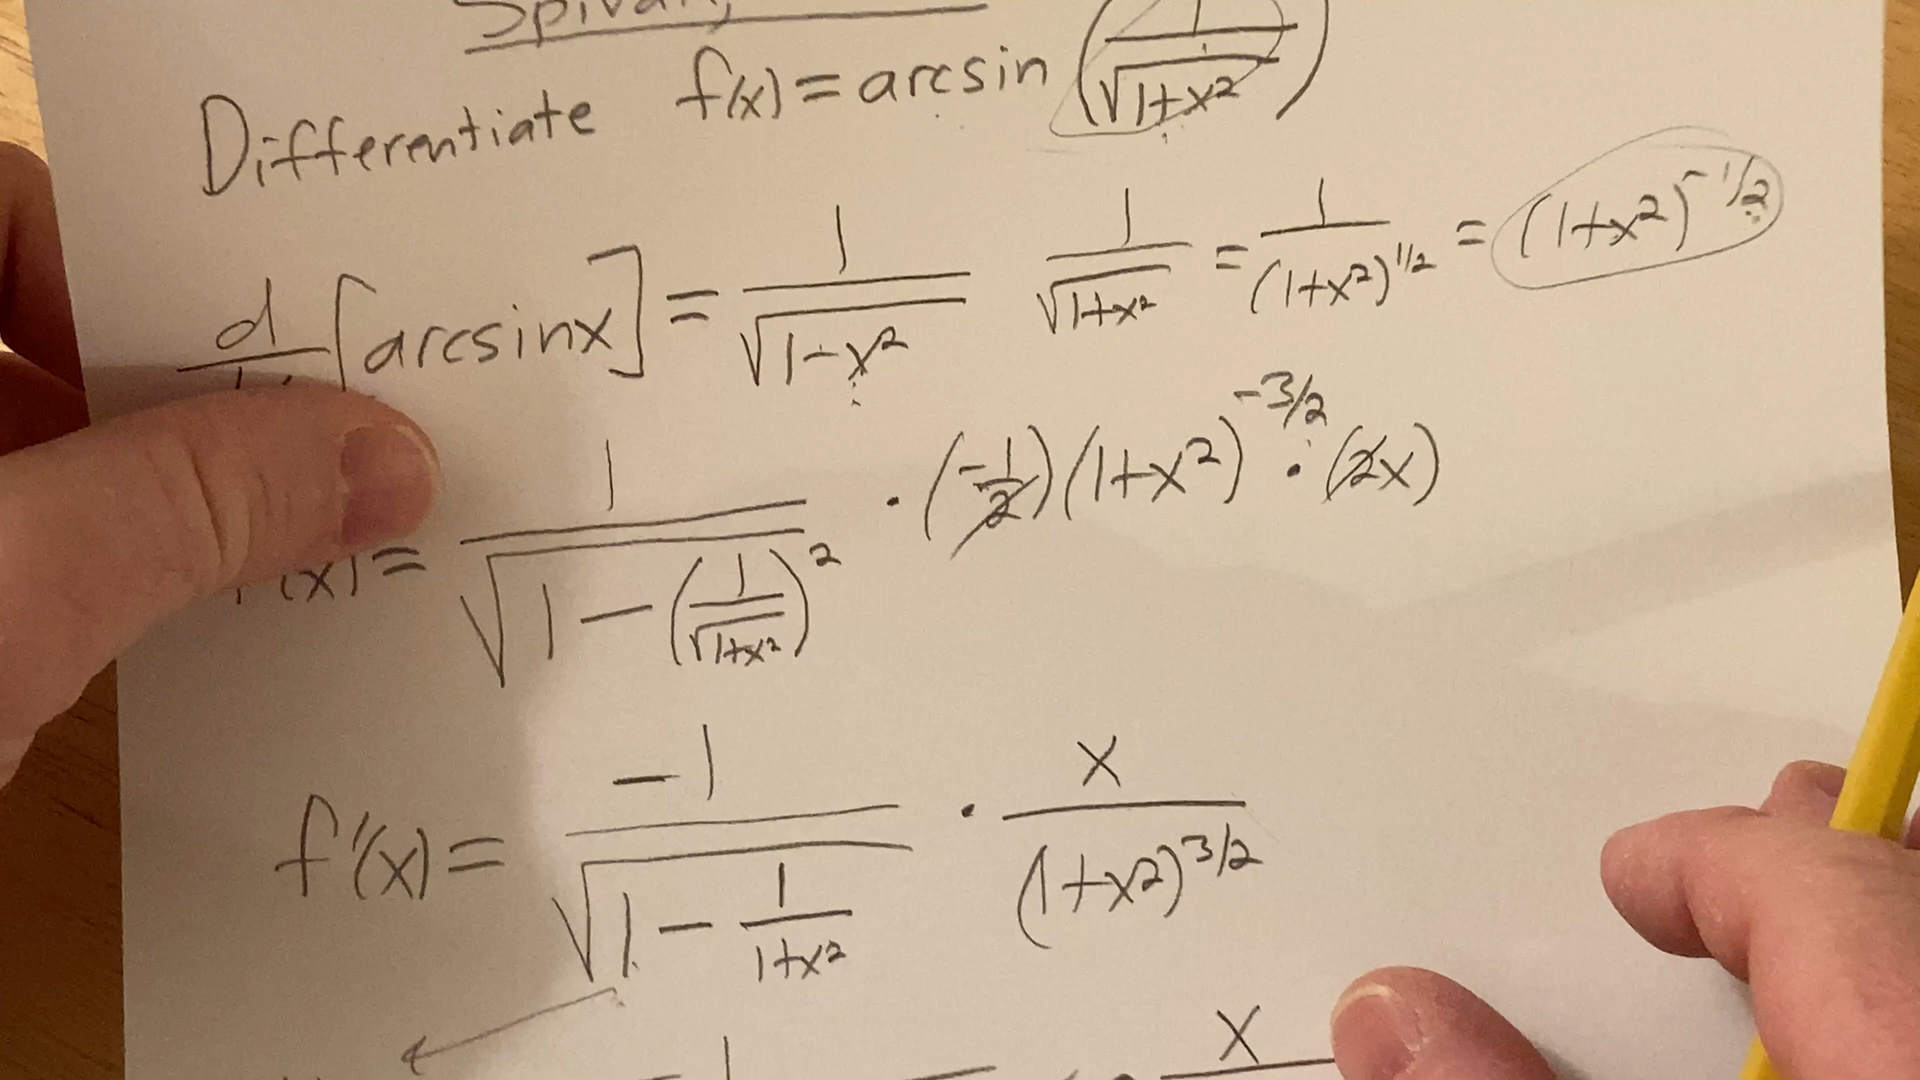 Spivak
Differentiate f(x) = arcsin (1/√(1+x²))
d/dx [arcsinx] = 1/√(1-x²) 1/√(1+x²) = 1/(1+x²)^(1/2) = (1+x²)^(-1/2)
(x) = 1/√(1-(1/√(1+x²))²) · (-1/2)(1+x²)^(-3/2) · (2x)
f'(x) = -1/√(1-1/(1+x²)) · x/(1+x²)^(3/2)
1 · x